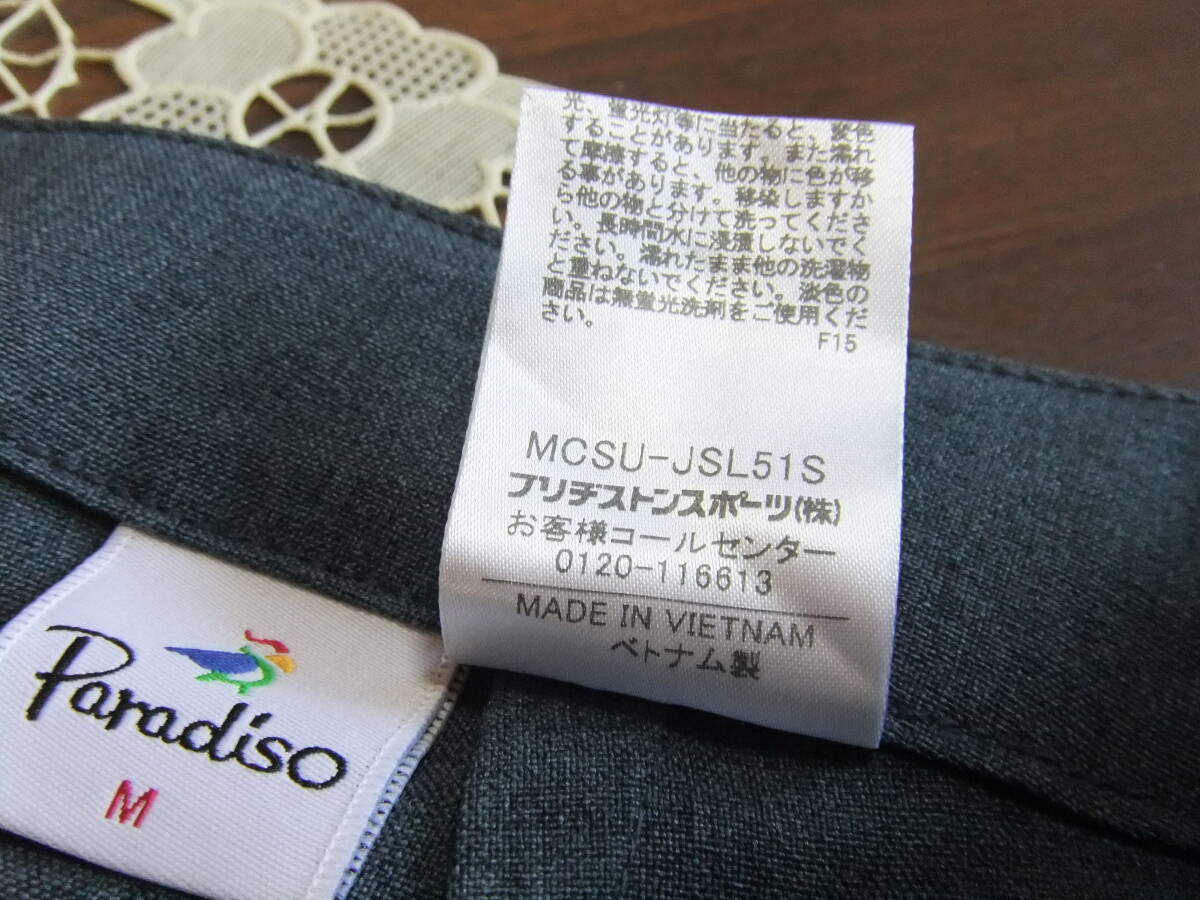 光、蛍光灯等に当たると、変色
することがあります。また濡れ
て摩擦すると、他の物に色が移
る事があります。移染しますか
ら他の物と分けて洗ってくださ
い。長時間水に浸漬しないでく
ださい。濡れたまま他の洗濯物
と重ねないでください。淡色の
商品は無蛍光洗剤をご使用くだ
さい。
F15
MCSU-JSL51S
ブリヂストンスポーツ(株)
お客様コールセンター
0120-116613
MADE IN VIETNAM
ベトナム製
Paradiso
M